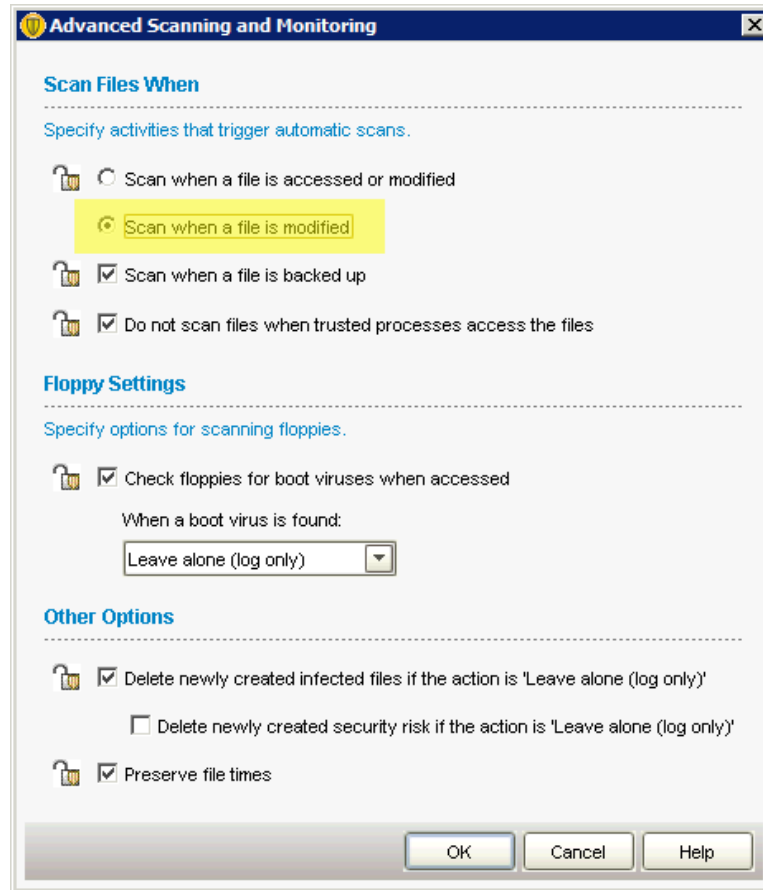 Advanced Scanning and Monitoring
Scan Files When
Specify activities that trigger automatic scans.
Scan when a file is accessed or modified
Scan when a file is modified
Scan when a file is backed up
Do not scan files when trusted processes access the files
Floppy Settings
Specify options for scanning floppies.
Check floppies for boot viruses when accessed
When a boot virus is found:
Leave alone (log only)
Other Options
Delete newly created infected files if the action is 'Leave alone (log only)'
Delete newly created security risk if the action is 'Leave alone (log only)'
Preserve file times
OK Cancel Help